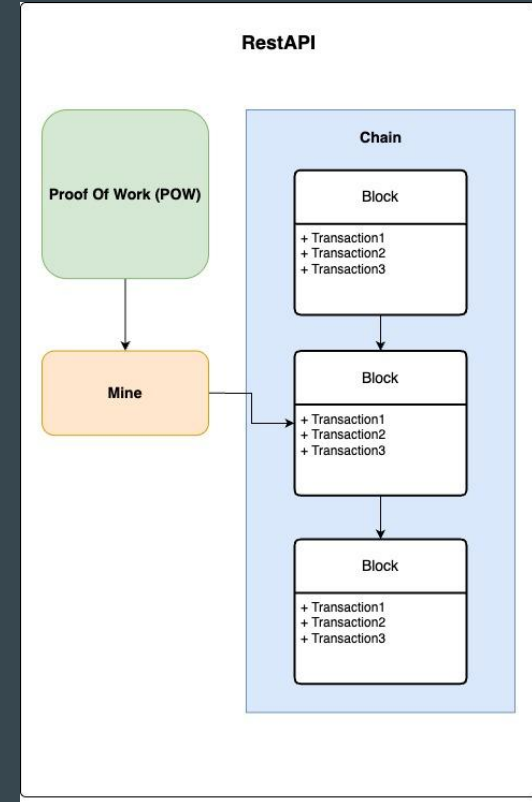 RestAPI
Proof Of Work (POW)
Mine
Chain
Block
+ Transaction1
+ Transaction2
+ Transaction3
Block
+ Transaction1
+ Transaction2
+ Transaction3
Block
+ Transaction1
+ Transaction2
+ Transaction3